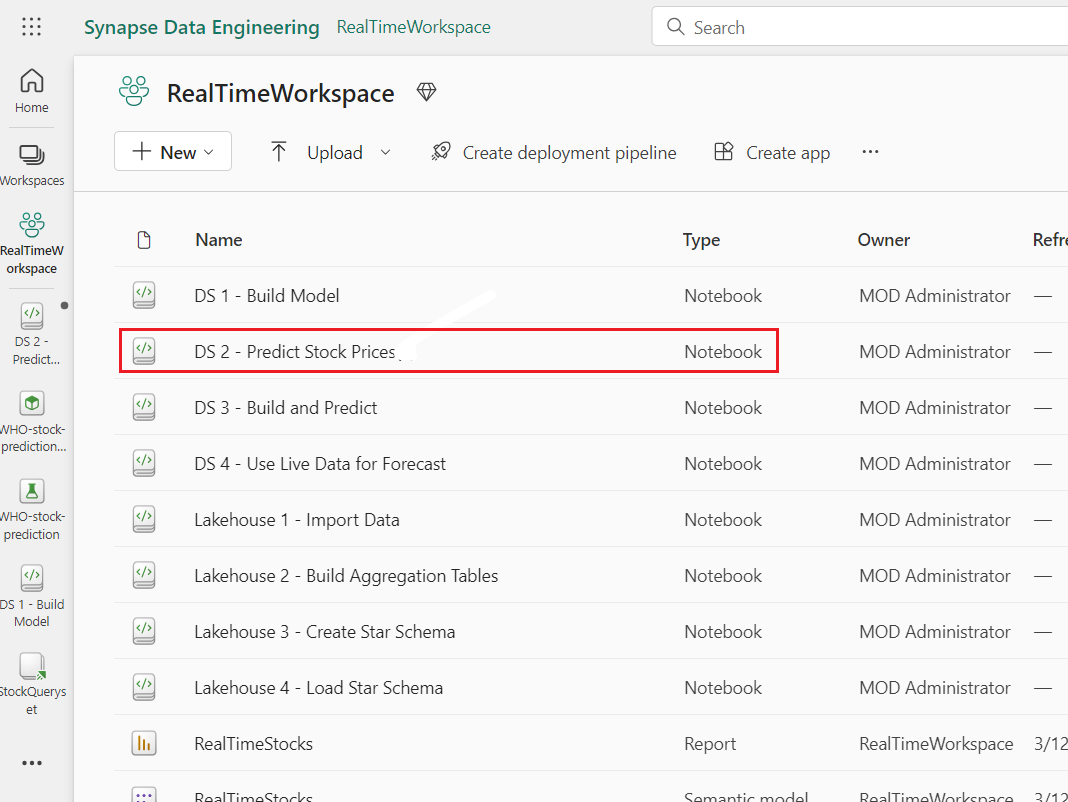 Synapse Data Engineering RealTimeWorkspace Search
Home
Workspaces
RealTimeW
orkspace
DS 2 -
Predict...
WHO-stock-
prediction...
WHO-stock-
prediction
DS 1 - Build
Model
StockQuerys
et
RealTimeWorkspace
New Upload Create deployment pipeline Create app ...
Name Type Owner Refre
DS 1 - Build Model Notebook MOD Administrator —
DS 2 - Predict Stock Prices Notebook MOD Administrator —
DS 3 - Build and Predict Notebook MOD Administrator —
DS 4 - Use Live Data for Forecast Notebook MOD Administrator —
Lakehouse 1 - Import Data Notebook MOD Administrator —
Lakehouse 2 - Build Aggregation Tables Notebook MOD Administrator —
Lakehouse 3 - Create Star Schema Notebook MOD Administrator —
Lakehouse 4 - Load Star Schema Notebook MOD Administrator —
RealTimeStocks Report RealTimeWorkspace 3/12
RealTimeStocks Semantic model RealTimeWorkspace 3/12